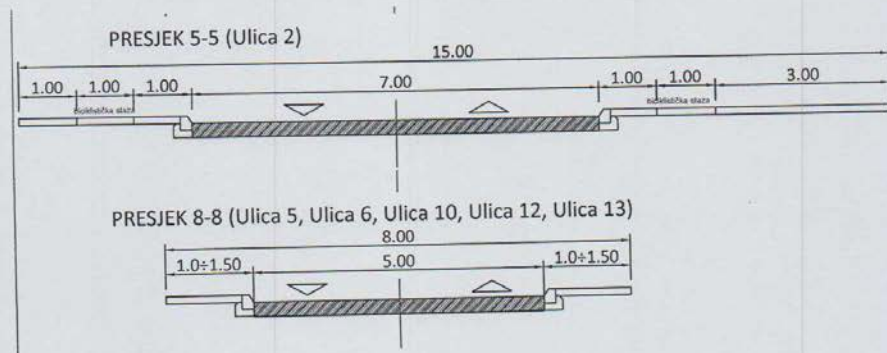 PRESJEK 5-5 (Ulica 2)
15.00
1.00 1.00 1.00 7.00 1.00 1.00 3.00
biciklistička staza biciklistička staza
PRESJEK 8-8 (Ulica 5, Ulica 6, Ulica 10, Ulica 12, Ulica 13)
8.00
1.0÷1.50 5.00 1.0÷1.50